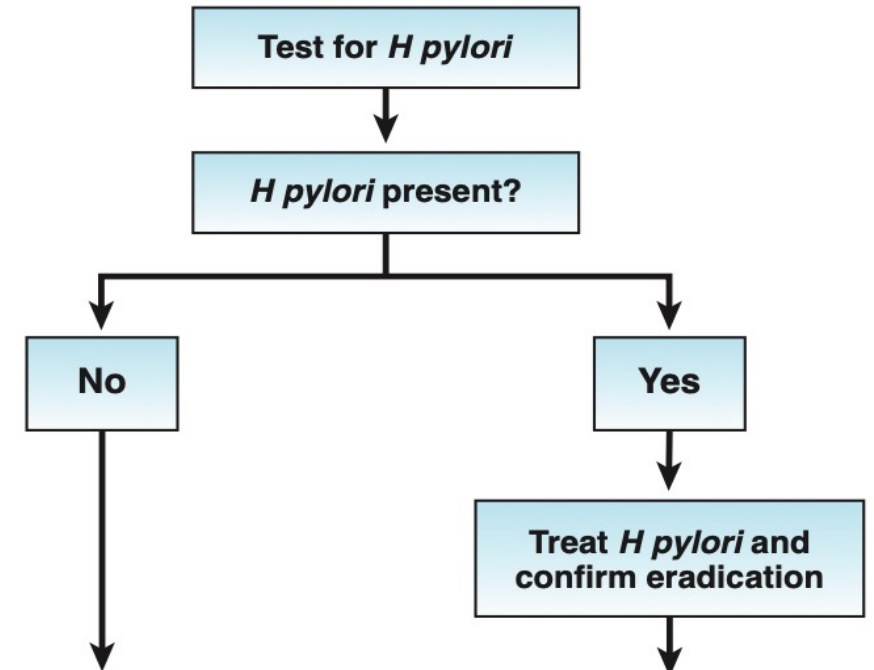 Test for H pylori
H pylori present?
No
Yes
Treat H pylori and
confirm eradication